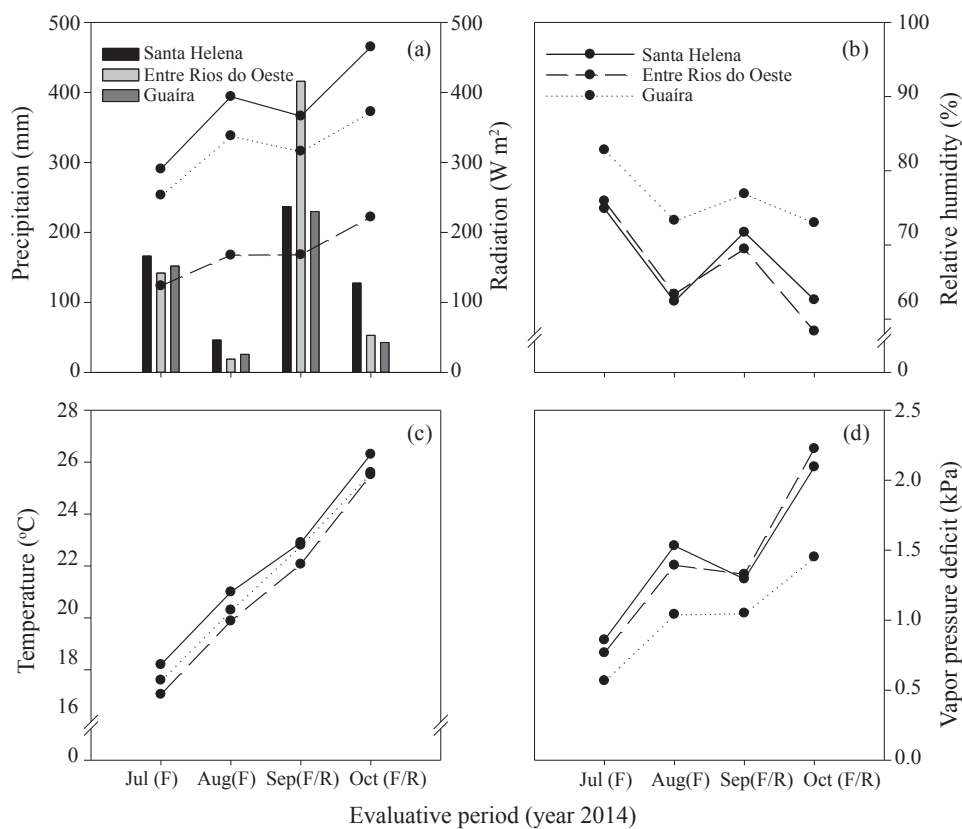 500
400
300
200
100
0
Precipitaion (mm)
Santa Helena
Entre Rios do Oeste
Guaíra
(a)
500
400
300
200
100
0
Radiation (W m²)
Santa Helena
Entre Rios do Oeste
Guaíra
(b)
100
90
80
70
60
0
Relative humidity (%)
28
26
24
22
20
18
16
0
Temperature (°C)
(c)
Jul (F) Aug(F) Sep(F/R) Oct (F/R)
(d)
2.5
2.0
1.5
1.0
0.5
0.0
Vapor pressure deficit (kPa)
Jul (F) Aug(F) Sep(F/R) Oct (F/R)
Evaluative period (year 2014)